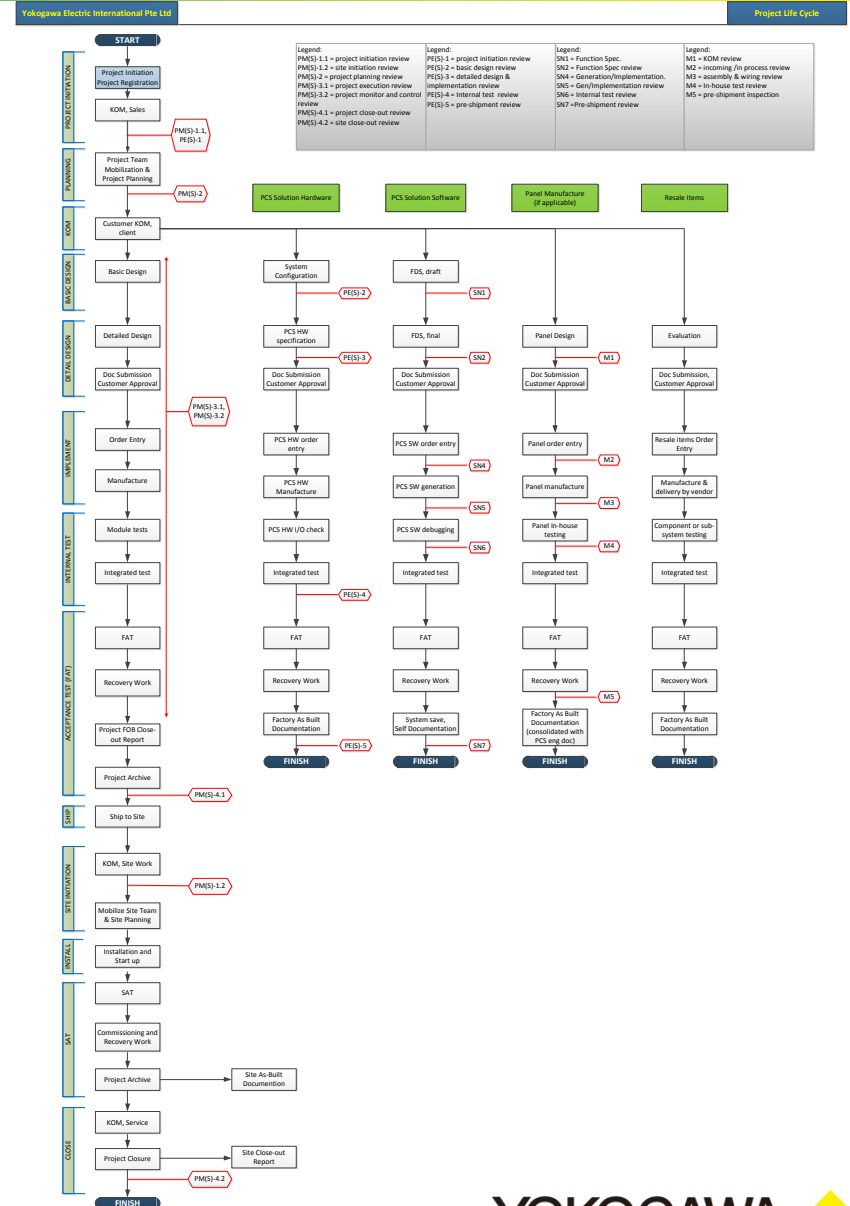 Yokogawa Electric International Pte Ltd
Project Life Cycle
START
Legend:
PM(S)-1.1 = project initiation review
PM(S)-1.2 = site initiation review
PM(S)-2 = project planning review
PM(S)-3.1 = project execution review
PM(S)-3.2 = project monitor and control
review
PM(S)-4.1 = project close-out review
PM(S)-4.2 = site close-out review
Legend:
PE(S)-1 = project initiation review
PE(S)-2 = basic design review
PE(S)-3 = detailed design &
implementation review
PE(S)-4 = Internal test  review
PE(S)-5 = pre-shipment review
Legend:
SN1 = Function Spec.
SN2 = Function Spec review
SN4 = Generation/Implementation.
SN5 = Gen/Implementation review
SN6 = Internal test review
SN7 =Pre-shipment review
Legend:
M1 = KOM review
M2 = incoming /in process review
M3 = assembly & wiring review
M4 = In-house test review
M5 = pre-shipment inspection
PROJECT INITIATION
Project Initiation
Project Registration
KOM, Sales
PM(S)-1.1,
PE(S)-1
PLANNING
Project Team
Mobilization &
Project Planning
PM(S)-2
PCS Solution Hardware
PCS Solution Software
Panel Manufacture
(if applicable)
Resale Items
KOM
Customer KOM,
client
BASIC DESIGN
Basic Design
System
Configuration
FDS, draft
PE(S)-2
SN1
DETAIL DESIGN
Detailed Design
PCS HW
specification
FDS, final
Panel Design
Evaluation
PE(S)-3
SN2
M1
Doc Submission
Customer Approval
Doc Submission
Customer Approval
Doc Submission
Customer Approval
Doc Submission
Customer Approval
Doc Submission,
Customer Approval
PM(S)-3.1,
PM(S)-3.2
IMPLEMENT
Order Entry
PCS HW order
entry
PCS SW order entry
Panel order entry
Resale items Order
Entry
SN4
M2
Manufacture
PCS HW
Manufacture
PCS SW generation
Panel manufacture
Manufacture &
delivery by vendor
SN5
M3
INTERNAL TEST
Module tests
PCS HW I/O check
PCS SW debugging
Panel In-house
testing
Component or sub-
system testing
SN6
M4
Integrated test
Integrated test
Integrated test
Integrated test
Integrated test
PE(S)-4
ACCEPTANCE TEST (FAT)
FAT
FAT
FAT
FAT
FAT
Recovery Work
Recovery Work
Recovery Work
Recovery Work
Recovery Work
M5
Project FOB Close-
out Report
Factory As Built
Documentation
System save,
Self Documentation
Factory As Built
Documentation
(consolidated with
PCS eng doc)
Factory As Built
Documentation
PE(S)-5
SN7
FINISH
FINISH
FINISH
FINISH
Project Archive
PM(S)-4.1
SHIP
Ship to Site
SITE INITIATION
KOM, Site Work
PM(S)-1.2
Mobilize Site Team
& Site Planning
INSTALL
Installation and
Start up
SAT
SAT
Commissioning and
Recovery Work
Project Archive
Site As-Built
Documention
CLOSE
KOM, Service
Project Closure
Site Close-out
Report
PM(S)-4.2
FINISH
YOKOGAWA